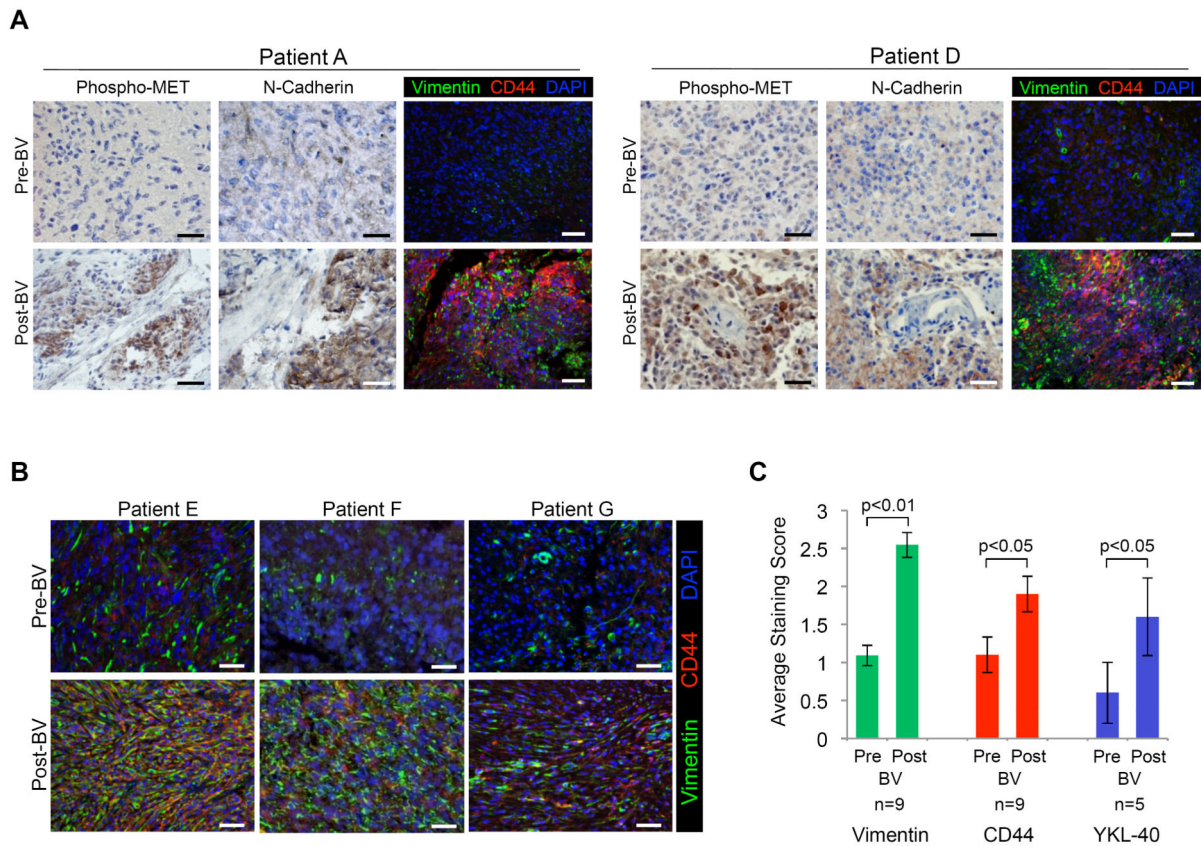 A
Patient A
Phospho-MET N-Cadherin Vimentin CD44 DAPI
Pre-BV
Post-BV
Patient D
Phospho-MET N-Cadherin Vimentin CD44 DAPI
Pre-BV
Post-BV
B
Patient E Patient F Patient G
Pre-BV
Post-BV
Vimentin CD44 DAPI
C
Average Staining Score
3
2.5
2
1.5
1
0.5
0
p<0.01
p<0.05
p<0.05
Pre Post Pre Post Pre Post
BV BV BV
n=9 n=9 n=5
Vimentin CD44 YKL-40